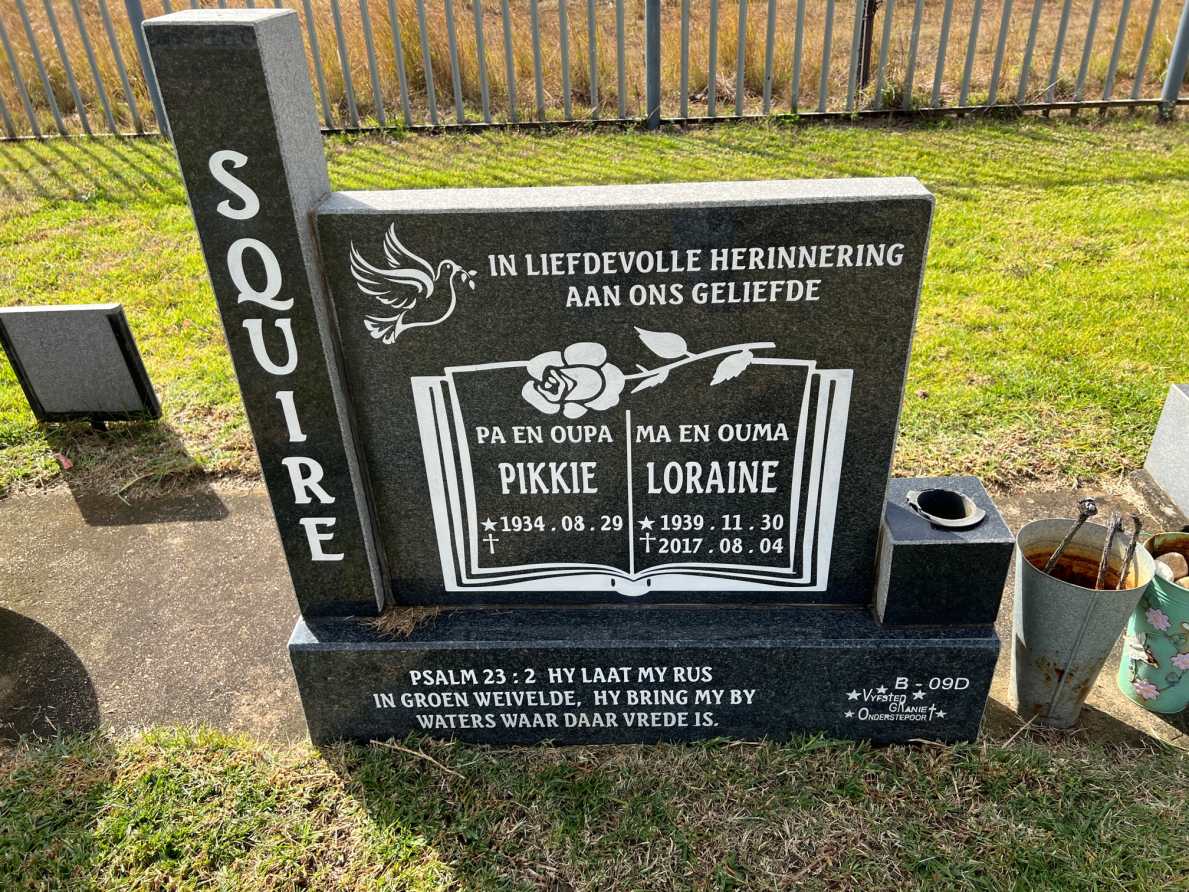 SQUIRE
IN LIEFDEVOLLE HERINNERING
AAN ONS GELIEFDE
PA EN OUPA
PIKKIE
★1934.08.29
†
MA EN OUMA
LORAINE
★1939.11.30
†2017.08.04
PSALM 23:2 HY LAAT MY RUS
IN GROEN WEIVELDE, HY BRING MY BY
WATERS WAAR DAAR VREDE IS.
B-09D
VYFSTER GRANIET
ONDERSTEPOORT